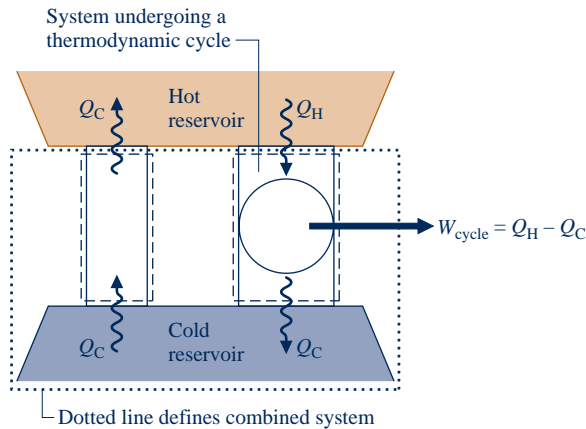 System undergoing a
thermodynamic cycle
Q_C
Hot
reservoir
Q_H
W_cycle = Q_H – Q_C
Q_C
Cold
reservoir
Q_C
Dotted line defines combined system